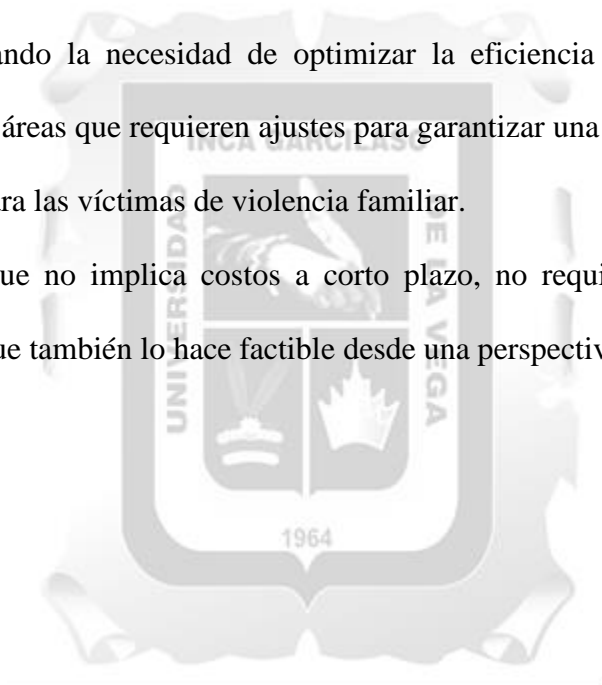 ando la necesidad de optimizar la eficiencia
áreas que requieren ajustes para garantizar una
ara las víctimas de violencia familiar.
que no implica costos a corto plazo, no requi
ue también lo hace factible desde una perspectiv
UNIVERSIDAD
INCA GARCILASO
DE LA VEGA
1964